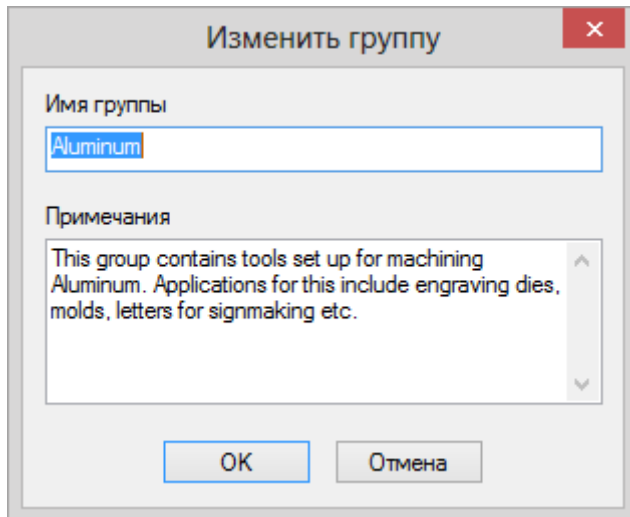 Изменить группу
Имя группы
Aluminum
Примечания
This group contains tools set up for machining
Aluminum. Applications for this include engraving dies,
molds, letters for signmaking etc.
OK
Отмена